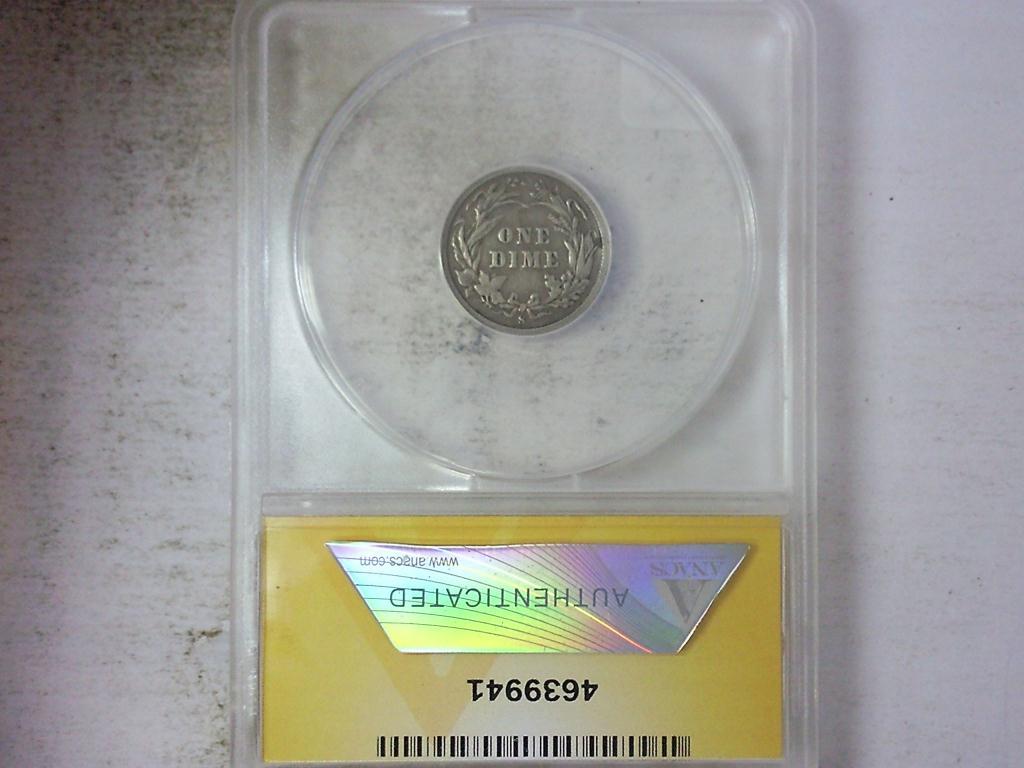 ONE
DIME
S
www.anacs.com
ANACS
AUTHENTICATED
4639941